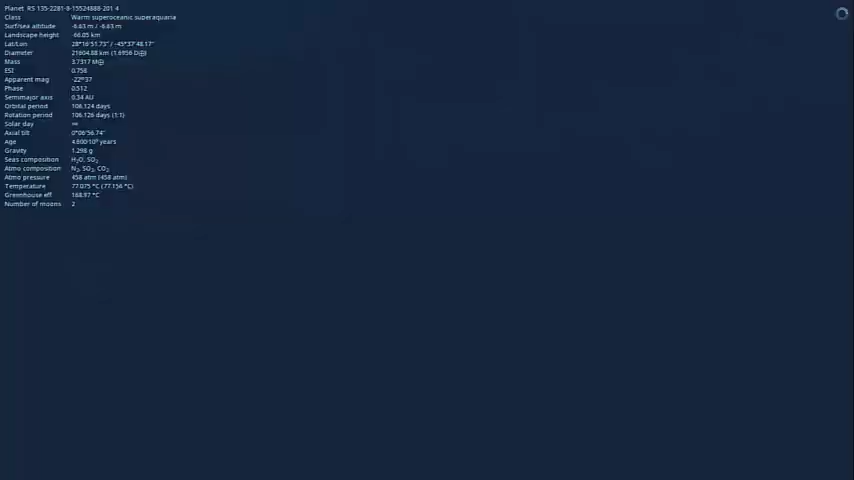 Planet RS 135-2281-8-15524888-201 4
Class Warm superoceanic superaquaria
Surf/sea altitude -6.63 m / -6.63 m
Landscape height -66.05 km
Lat/Lon 28°16'51.73" / -45°37'48.17"
Diameter 21604.88 km (1.6956 D⊕)
Mass 3.7317 M⊕
ESI 0.758
Apparent mag -22ᵐ37
Phase 0.512
Semimajor axis 0.34 AU
Orbital period 106.124 days
Rotation period 106.126 days (1:1)
Solar day ∞
Axial tilt 0°06'56.74"
Age 4.600·10⁹ years
Gravity 1.298 g
Seas composition H₂O, SO₂
Atmo composition N₂, SO₂, CO₂
Atmo pressure 458 atm (458 atm)
Temperature 77.075 °C (77.156 °C)
Greenhouse eff 168.97 °C
Number of moons 2